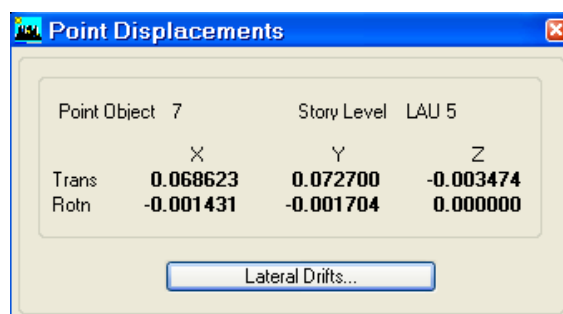 Point Displacements
Point Object 7 Story Level LAU 5
X Y Z
Trans 0.068623 0.072700 -0.003474
Rotn -0.001431 -0.001704 0.000000
Lateral Drifts...